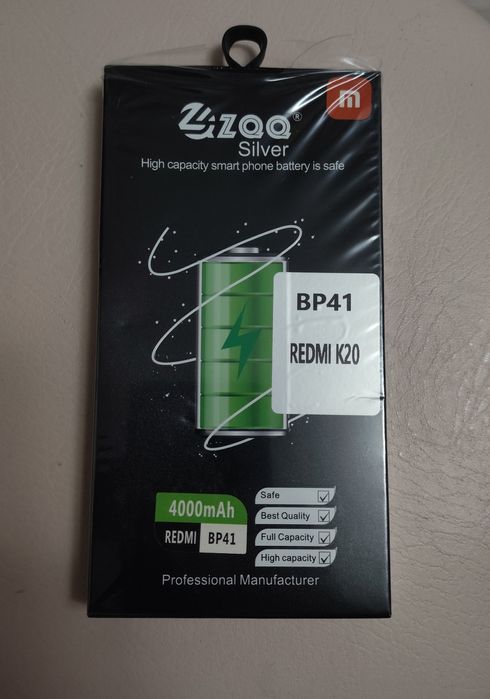 m
ZQQ®
Silver
High capacity smart phone battery is safe
BP41
REDMI K20
4000mAh
REDMI BP41
Safe
Best Quality
Full Capacity
High capacity
Professional Manufacturer